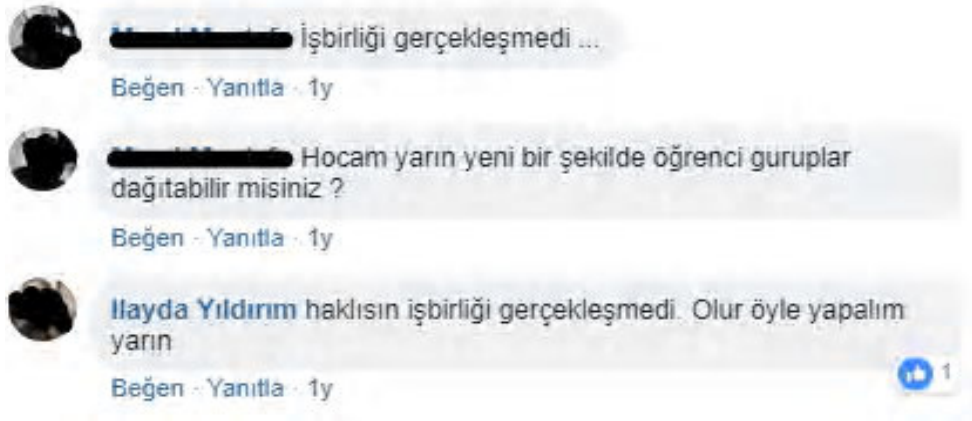 İşbirliği gerçekleşmedi ...
Beğen · Yanıtla · 1y
Hocam yarın yeni bir şekilde öğrenci guruplar
dağıtabilir misiniz ?
Beğen · Yanıtla · 1y
Ilayda Yıldırım haklısın işbirliği gerçekleşmedi. Olur öyle yapalım
yarın
1
Beğen · Yanıtla · 1y